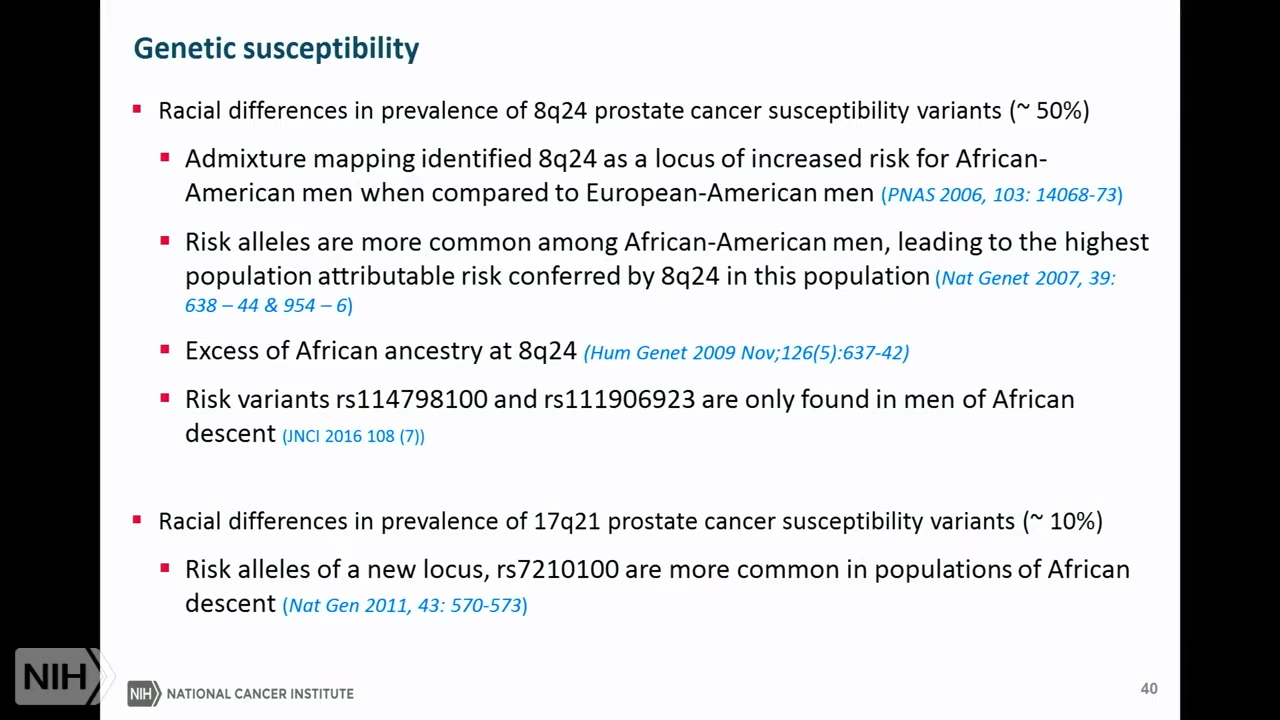 Genetic susceptibility
Racial differences in prevalence of 8q24 prostate cancer susceptibility variants (~ 50%)
Admixture mapping identified 8q24 as a locus of increased risk for African-
American men when compared to European-American men (PNAS 2006, 103: 14068-73)
Risk alleles are more common among African-American men, leading to the highest
population attributable risk conferred by 8q24 in this population (Nat Genet 2007, 39:
638 – 44 & 954 – 6)
Excess of African ancestry at 8q24 (Hum Genet 2009 Nov;126(5):637-42)
Risk variants rs114798100 and rs111906923 are only found in men of African
descent (JNCI 2016 108 (7))
Racial differences in prevalence of 17q21 prostate cancer susceptibility variants (~ 10%)
Risk alleles of a new locus, rs7210100 are more common in populations of African
descent (Nat Gen 2011, 43: 570-573)
NIH
NIH NATIONAL CANCER INSTITUTE
40